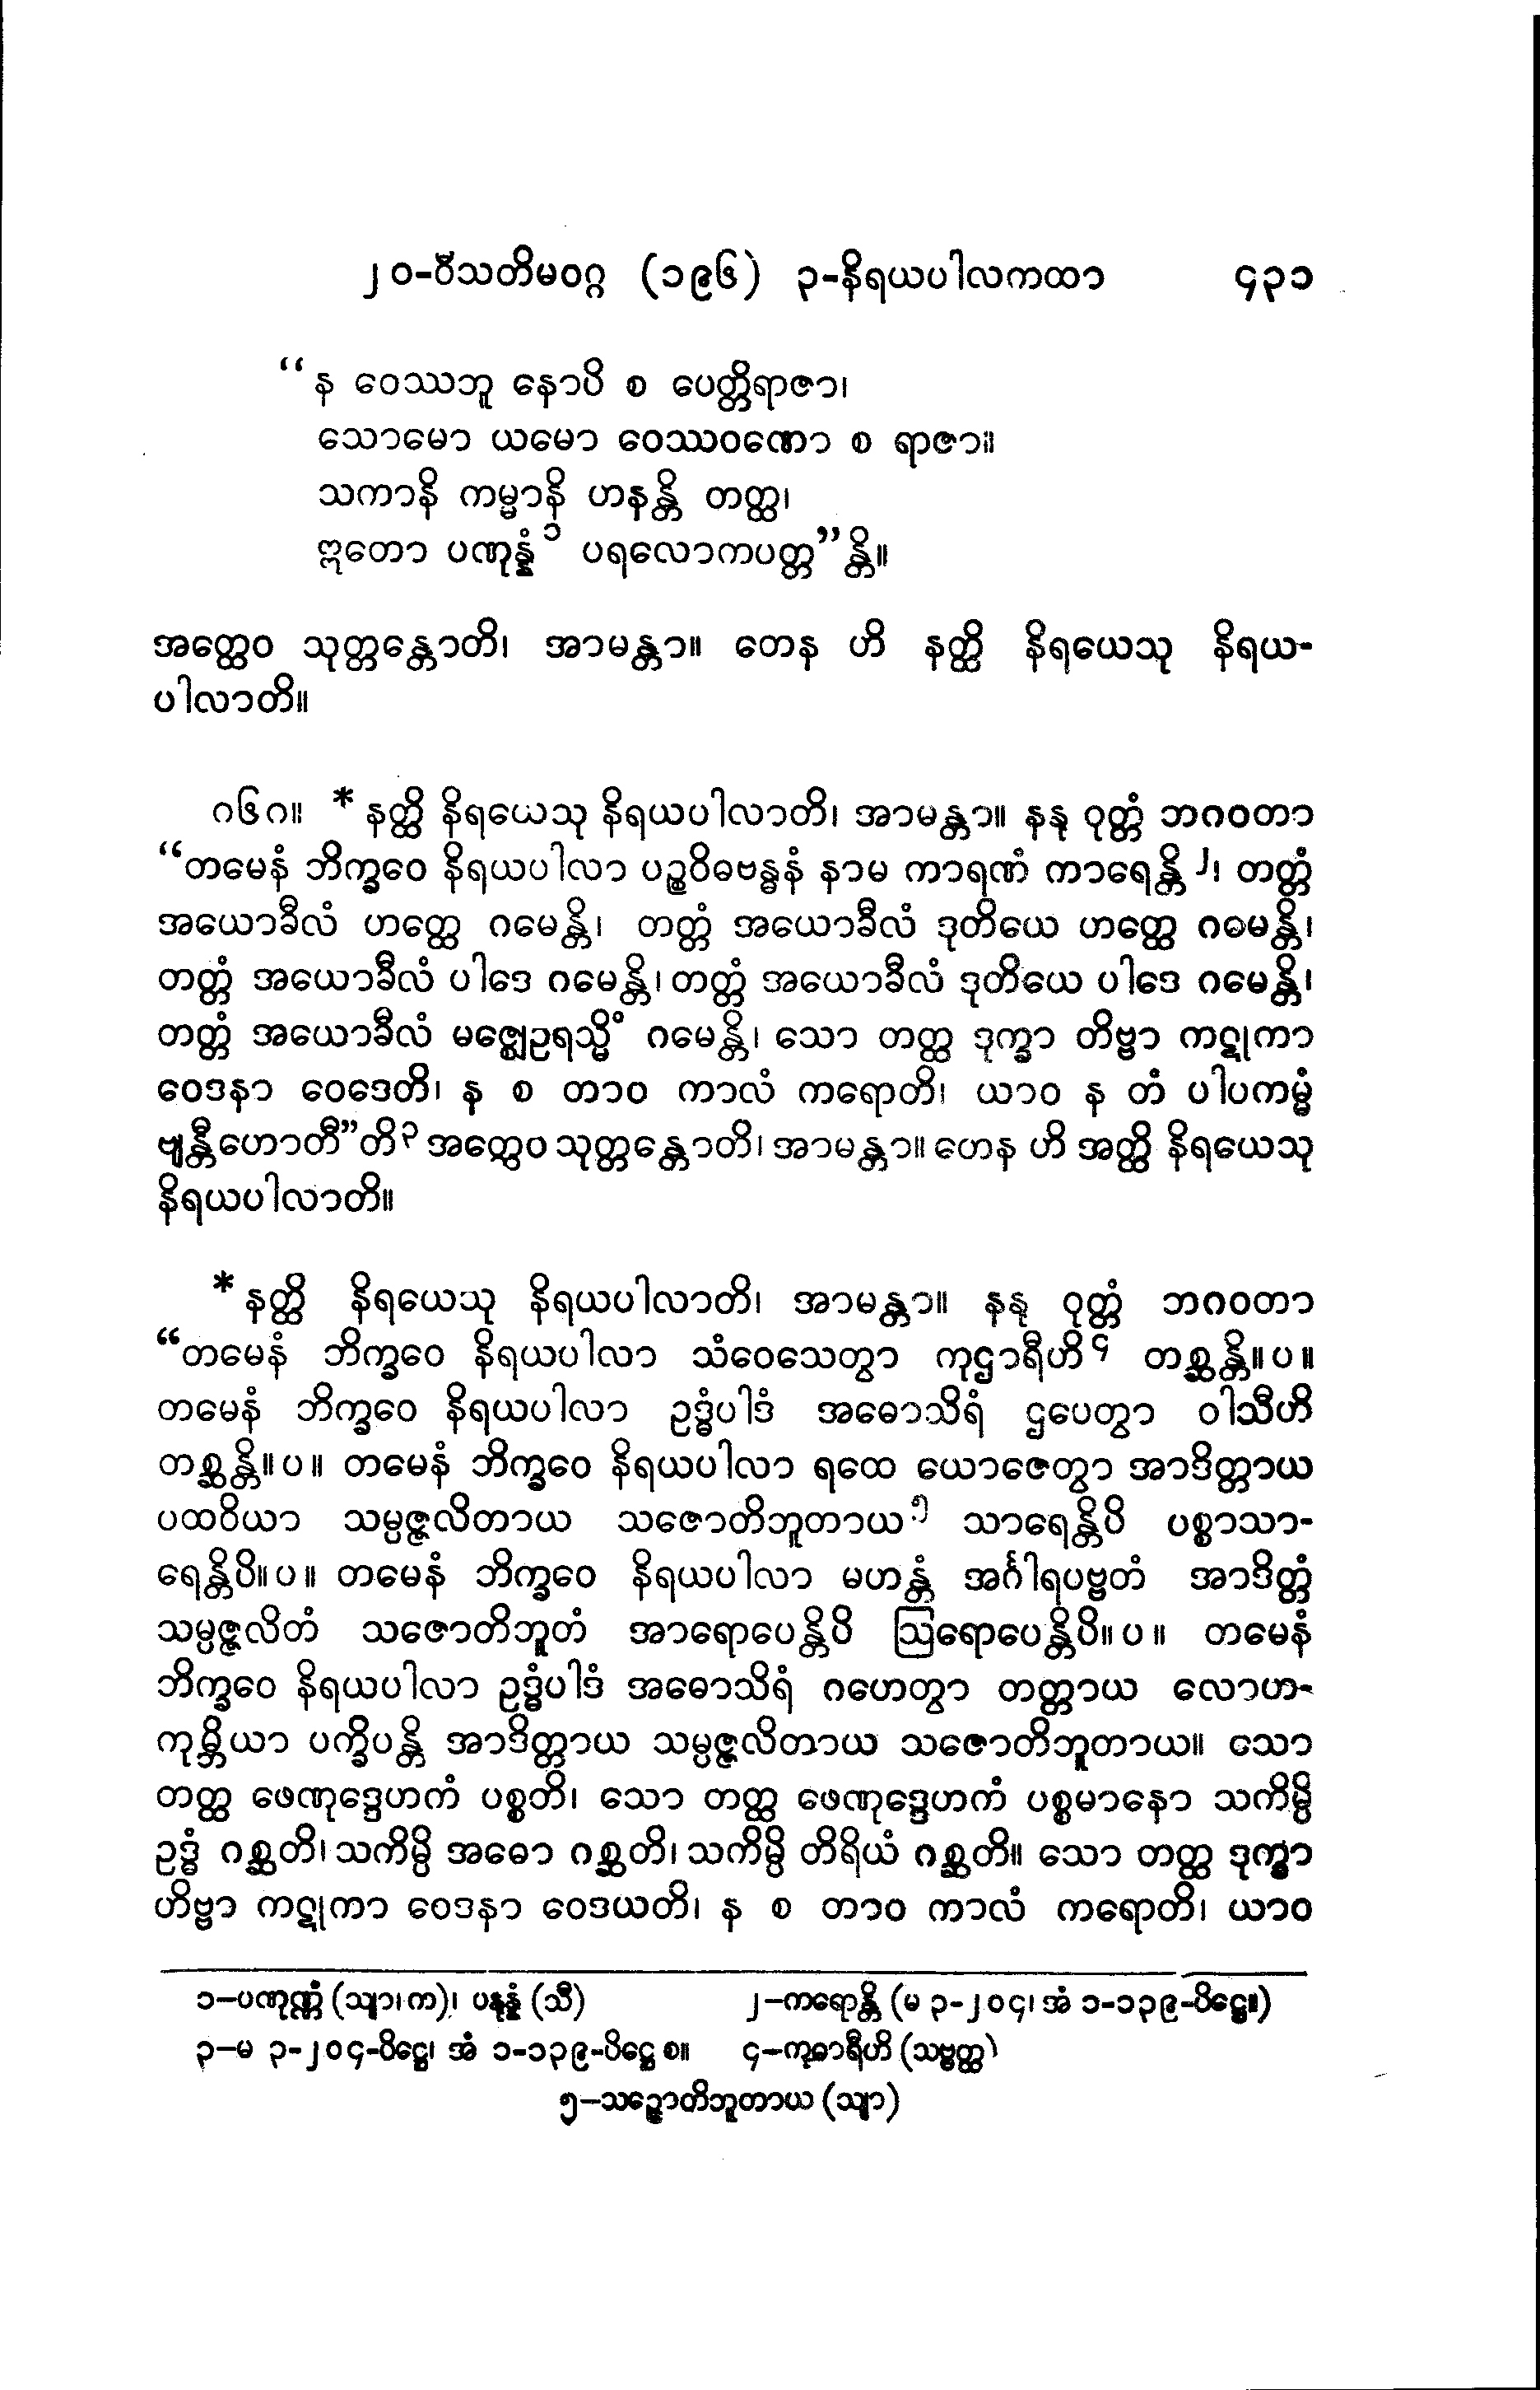 ၂၀-ဝီသတိမဝဂ္ဂ (၁၉၆) ၃-နိရယပါလကထာ ၄၃၁
“န ဝေဿဘူ နောပိ စ ပေတ္တိရာဇာ၊
သောမော ယမော ဝေဿဝဏော စ ရာဇာ။
သကာနိ ကမ္မာနိ ဟနန္တိ တတ္ထ၊
ဣတော ပဏုန္နံ၁ ပရလောကပတ္တ”န္တိ။
အတ္ထေဝ သုတ္တန္တောတိ၊ အာမန္တာ။ တေန ဟိ နတ္ထိ နိရယေသု နိရယ-
ပါလာတိ။
၈၆၈။ *နတ္ထိ နိရယေသု နိရယပါလာတိ၊ အာမန္တာ။ နနု ဝုတ္တံ ဘဂဝတာ
“တမေနံ ဘိက္ခဝေ နိရယပါလာ ပဉ္စဝိဓဗန္ဓနံ နာမ ကာရဏံ ကာရေန္တိ၂၊ တတ္တံ
အယောခီလံ ဟတ္ထေ ဂမေန္တိ၊ တတ္တံ အယောခီလံ ဒုတိယေ ဟတ္ထေ ဂမေန္တိ၊
တတ္တံ အယောခီလံ ပါဒေ ဂမေန္တိ၊ တတ္တံ အယောခီလံ ဒုတိယေ ပါဒေ ဂမေန္တိ၊
တတ္တံ အယောခီလံ မဇ္ဈေဥရသ္မိံ ဂမေန္တိ၊ သော တတ္ထ ဒုက္ခာ တိဗ္ဗာ ကဋုကာ
ဝေဒနာ ဝေဒေတိ၊ န စ တာဝ ကာလံ ကရောတိ၊ ယာဝ န တံ ပါပကမ္မံ
ဗျန္တီဟောတီ”တိ၃ အတ္ထေဝ သုတ္တန္တောတိ၊ အာမန္တာ။ တေန ဟိ အတ္ထိ နိရယေသု
နိရယပါလာတိ။
*နတ္ထိ နိရယေသု နိရယပါလာတိ၊ အာမန္တာ။ နနု ဝုတ္တံ ဘဂဝတာ
“တမေနံ ဘိက္ခဝေ နိရယပါလာ သံဝေသေတွာ ကုဌာရီဟိ၄ တစ္ဆန္တိ။ပ။
တမေနံ ဘိက္ခဝေ နိရယပါလာ ဥဒ္ဓံပါဒံ အဓောသိရံ ဌပေတွာ ဝါသီဟိ
တစ္ဆန္တိ။ပ။ တမေနံ ဘိက္ခဝေ နိရယပါလာ ရထေ ယောဇေတွာ အာဒိတ္တာယ
ပထဝိယာ သမ္ပဇ္ဇလိတာယ သဇောတိဘူတာယ၅ သာရေန္တိပိ ပစ္စာသာ-
ရေန္တိပိ။ပ။ တမေနံ ဘိက္ခဝေ နိရယပါလာ မဟန္တံ အင်္ဂါရပဗ္ဗတံ အာဒိတ္တံ
သမ္ပဇ္ဇလိတံ သဇောတိဘူတံ အာရောပေန္တိပိ ဩရောပေန္တိပိ။ပ။ တမေနံ
ဘိက္ခဝေ နိရယပါလာ ဥဒ္ဓံပါဒံ အဓောသိရံ ဂဟေတွာ တတ္တာယ လောဟ-
ကုမ္ဘိယာ ပက္ခိပန္တိ အာဒိတ္တာယ သမ္ပဇ္ဇလိတာယ သဇောတိဘူတာယ။ သော
တတ္ထ ဖေဏုဒ္ဒေဟကံ ပစ္စတိ၊ သော တတ္ထ ဖေဏုဒ္ဒေဟကံ ပစ္စမာနော သကိမ္ပိ
ဥဒ္ဓံ ဂစ္ဆတိ၊ သကိမ္ပိ အဓော ဂစ္ဆတိ၊ သကိမ္ပိ တိရိယံ ဂစ္ဆတိ။ သော တတ္ထ ဒုက္ခာ
တိဗ္ဗာ ကဋုကာ ဝေဒနာ ဝေဒယတိ၊ န စ တာဝ ကာလံ ကရောတိ၊ ယာဝ
၁—ပဏုဏ္ဏံ (သျာ၊ က)၊ ပနုန္နံ (သီ) ၂—ကရောန္တိ (မ ၃-၂၀၄၊ အံ ၁-၁၃၉-ပိဋ္ဌေ။)
၃—မ ၃-၂၀၄-ပိဋ္ဌေ၊ အံ ၁-၁၃၉-ပိဋ္ဌေ စ။ ၄—ကုဓာရီဟိ (သဗ္ဗတ္ထ)
၅—သဉ္ဇောတိဘူတာယ (သျာ)